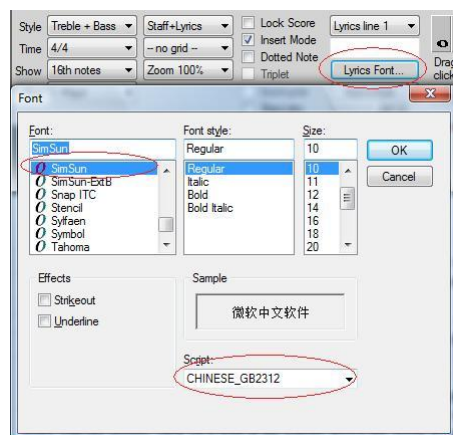 Style Treble + Bass Staff+Lyrics Lock Score Lyrics line 1
Time 4/4 -- no grid -- Insert Mode
Dotted Note
Show 16th notes Zoom 100% Triplet Lyrics Font... Drag
click
Font
Font: Font style: Size:
SimSun Regular 10 OK
SimSun Regular 10 Cancel
SimSun-ExtB Italic 11
Snap ITC Bold 12
Stencil Bold Italic 14
Sylfaen 16
Symbol 18
Tahoma 20
Effects Sample
Strikeout
Underline
微软中文软件
Script:
CHINESE_GB2312